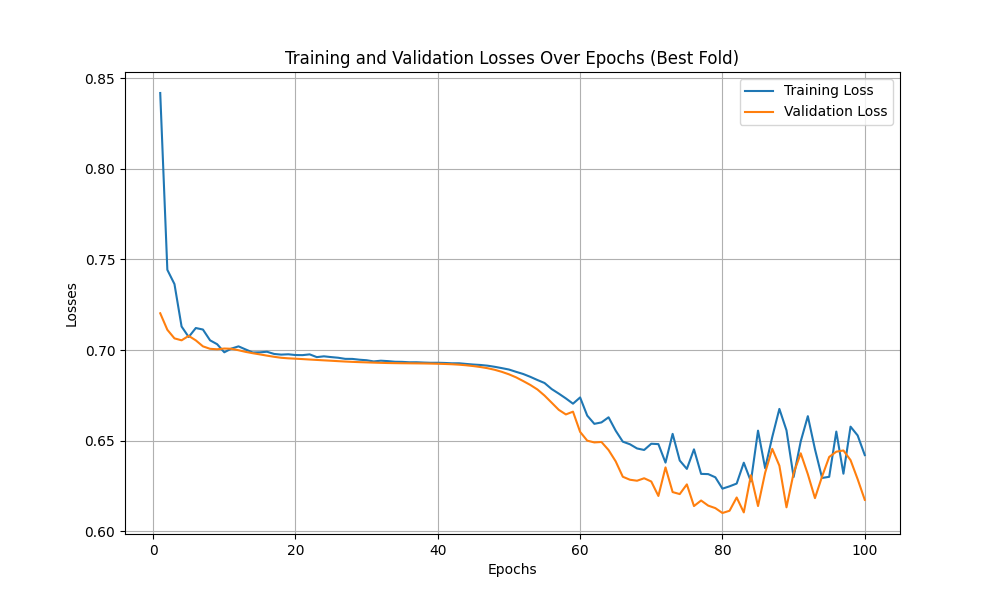 Training and Validation Losses Over Epochs (Best Fold)
Training Loss
Validation Loss
Losses
0.85
0.80
0.75
0.70
0.65
0.60
0 20 40 60 80 100
Epochs